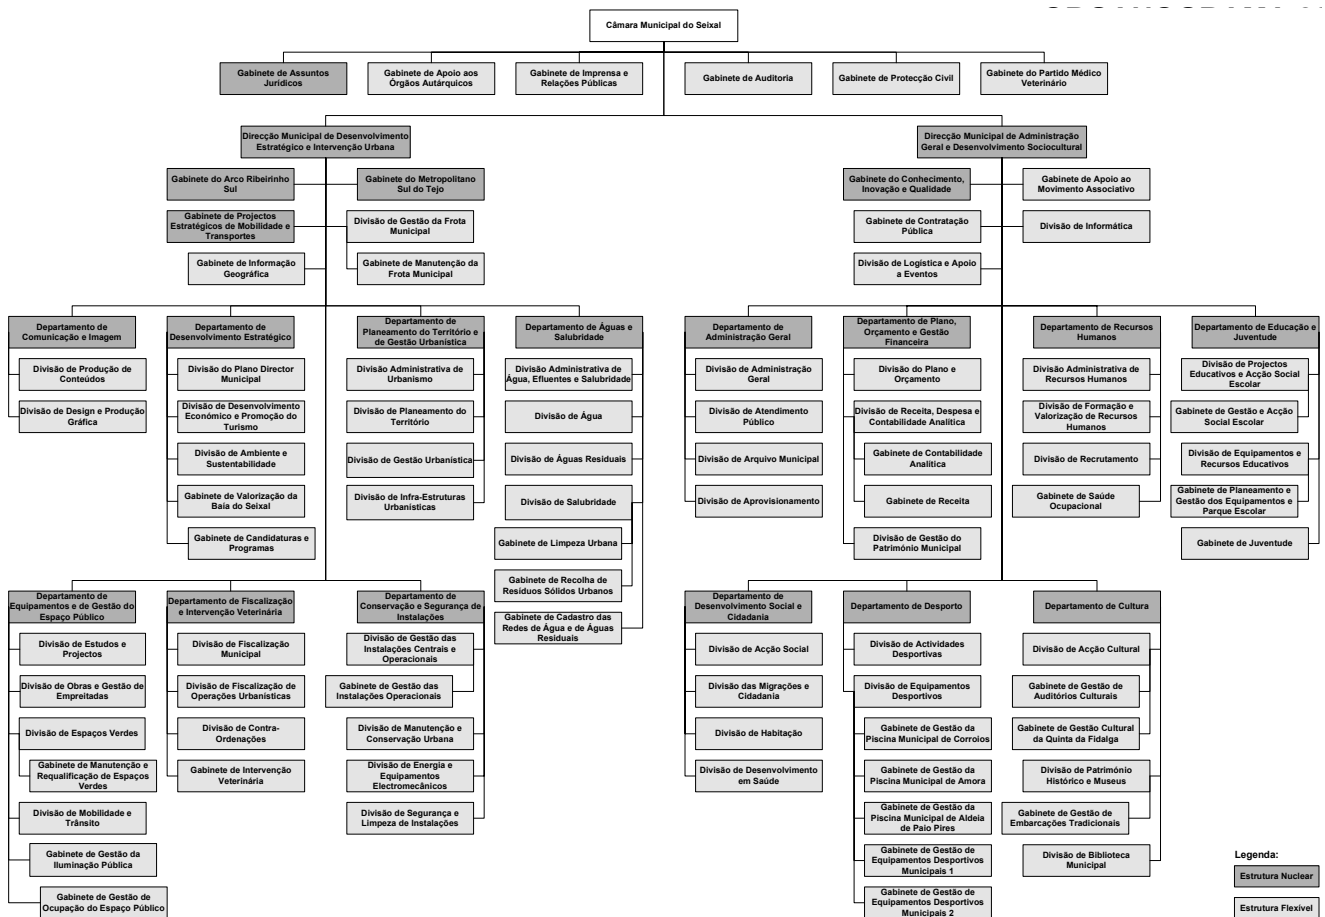 Câmara Municipal do Seixal
Gabinete de Assuntos
Jurídicos
Gabinete de Apoio aos
Órgãos Autárquicos
Gabinete de Imprensa e
Relações Públicas
Gabinete de Auditoria
Gabinete de Protecção Civil
Gabinete do Partido Médico
Veterinário
Direcção Municipal de Desenvolvimento
Estratégico e Intervenção Urbana
Direcção Municipal de Administração
Geral e Desenvolvimento Sociocultural
Gabinete do Arco Ribeirinho
Sul
Gabinete do Metropolitano
Sul do Tejo
Gabinete de Projectos
Estratégicos de Mobilidade e
Transportes
Divisão de Gestão da Frota
Municipal
Gabinete de Informação
Geográfica
Gabinete de Manutenção da
Frota Municipal
Gabinete do Conhecimento,
Inovação e Qualidade
Gabinete de Apoio ao
Movimento Associativo
Gabinete de Contratação
Pública
Divisão de Informática
Divisão de Logística e Apoio
a Eventos
Departamento de
Comunicação e Imagem
Divisão de Produção de
Conteúdos
Divisão de Design e Produção
Gráfica
Departamento de
Desenvolvimento Estratégico
Divisão do Plano Director
Municipal
Divisão de Desenvolvimento
Económico e Promoção do
Turismo
Divisão de Ambiente e
Sustentabilidade
Gabinete de Valorização da
Baía do Seixal
Gabinete de Candidaturas e
Programas
Departamento de
Planeamento do Território e
de Gestão Urbanística
Divisão Administrativa de
Urbanismo
Divisão de Planeamento do
Território
Divisão de Gestão Urbanística
Divisão de Infra-Estruturas
Urbanísticas
Departamento de Águas e
Salubridade
Divisão Administrativa de
Água, Efluentes e Salubridade
Divisão de Água
Divisão de Águas Residuais
Divisão de Salubridade
Gabinete de Limpeza Urbana
Gabinete de Recolha de
Resíduos Sólidos Urbanos
Gabinete de Cadastro das
Redes de Água e de Águas
Residuais
Departamento de
Administração Geral
Divisão de Administração
Geral
Divisão de Atendimento
Público
Divisão de Arquivo Municipal
Divisão de Aprovisionamento
Departamento de Plano,
Orçamento e Gestão
Financeira
Divisão do Plano e
Orçamento
Divisão de Receita, Despesa e
Contabilidade Analítica
Gabinete de Contabilidade
Analítica
Gabinete de Receita
Divisão de Gestão do
Património Municipal
Departamento de Recursos
Humanos
Divisão Administrativa de
Recursos Humanos
Divisão de Formação e
Valorização de Recursos
Humanos
Divisão de Recrutamento
Gabinete de Saúde
Ocupacional
Departamento de Educação e
Juventude
Divisão de Projectos
Educativos e Acção Social
Escolar
Gabinete de Gestão e Acção
Social Escolar
Divisão de Equipamentos e
Recursos Educativos
Gabinete de Planeamento e
Gestão dos Equipamentos e
Parque Escolar
Gabinete de Juventude
Departamento de
Equipamentos e de Gestão do
Espaço Público
Divisão de Estudos e
Projectos
Divisão de Obras e Gestão de
Empreitadas
Divisão de Espaços Verdes
Gabinete de Manutenção e
Requalificação de Espaços
Verdes
Divisão de Mobilidade e
Trânsito
Gabinete de Gestão da
Iluminação Pública
Gabinete de Gestão de
Ocupação do Espaço Público
Departamento de Fiscalização
e Intervenção Veterinária
Divisão de Fiscalização
Municipal
Divisão de Fiscalização de
Operações Urbanísticas
Divisão de Contra-
Ordenações
Gabinete de Intervenção
Veterinária
Departamento de
Conservação e Segurança de
Instalações
Divisão de Gestão das
Instalações Centrais e
Operacionais
Gabinete de Gestão das
Instalações Operacionais
Divisão de Manutenção e
Conservação Urbana
Divisão de Energia e
Equipamentos
Electromecânicos
Divisão de Segurança e
Limpeza de Instalações
Departamento de
Desenvolvimento Social e
Cidadania
Divisão de Acção Social
Divisão das Migrações e
Cidadania
Divisão de Habitação
Divisão de Desenvolvimento
em Saúde
Departamento de Desporto
Divisão de Actividades
Desportivas
Divisão de Equipamentos
Desportivos
Gabinete de Gestão da
Piscina Municipal de Corroios
Gabinete de Gestão da
Piscina Municipal de Amora
Gabinete de Gestão da
Piscina Municipal de Aldeia
de Paio Pires
Gabinete de Gestão de
Equipamentos Desportivos
Municipais 1
Gabinete de Gestão de
Equipamentos Desportivos
Municipais 2
Departamento de Cultura
Divisão de Acção Cultural
Gabinete de Gestão de
Auditórios Culturais
Gabinete de Gestão Cultural
da Quinta da Fidalga
Divisão de Património
Histórico e Museus
Gabinete de Gestão de
Embarcações Tradicionais
Divisão de Biblioteca
Municipal
Legenda:
Estrutura Nuclear
Estrutura Flexível